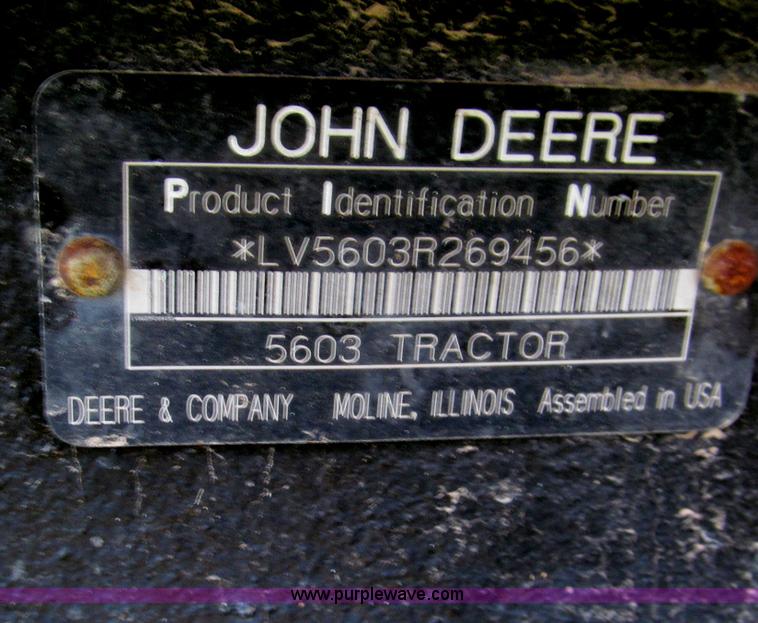 JOHN DEERE
Product Identification Number
*LV5603R269456*
5603 TRACTOR
DEERE & COMPANY MOLINE, ILLINOIS Assembled in USA
www.purplewave.com